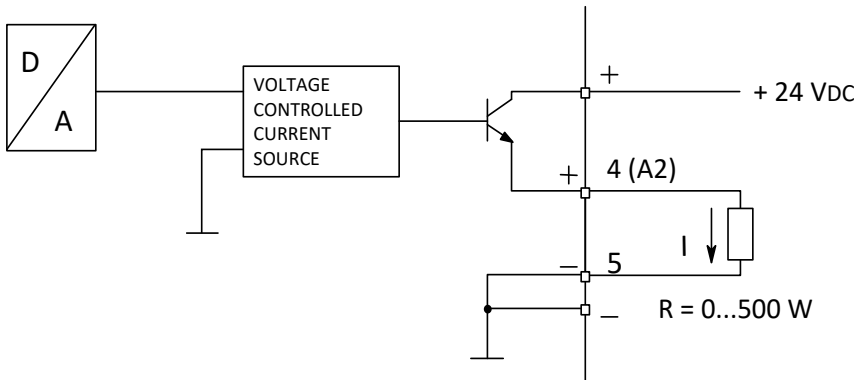 D
A
VOLTAGE
CONTROLLED
CURRENT
SOURCE
+
+ 24 VDC
+
4 (A2)
I
–
5
–
R = 0...500 W